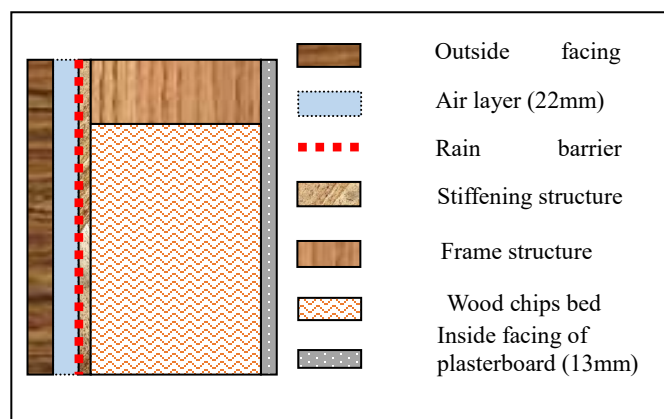 Outside facing
Air layer (22mm)
Rain barrier
Stiffening structure
Frame structure
Wood chips bed
Inside facing of
plasterboard (13mm)